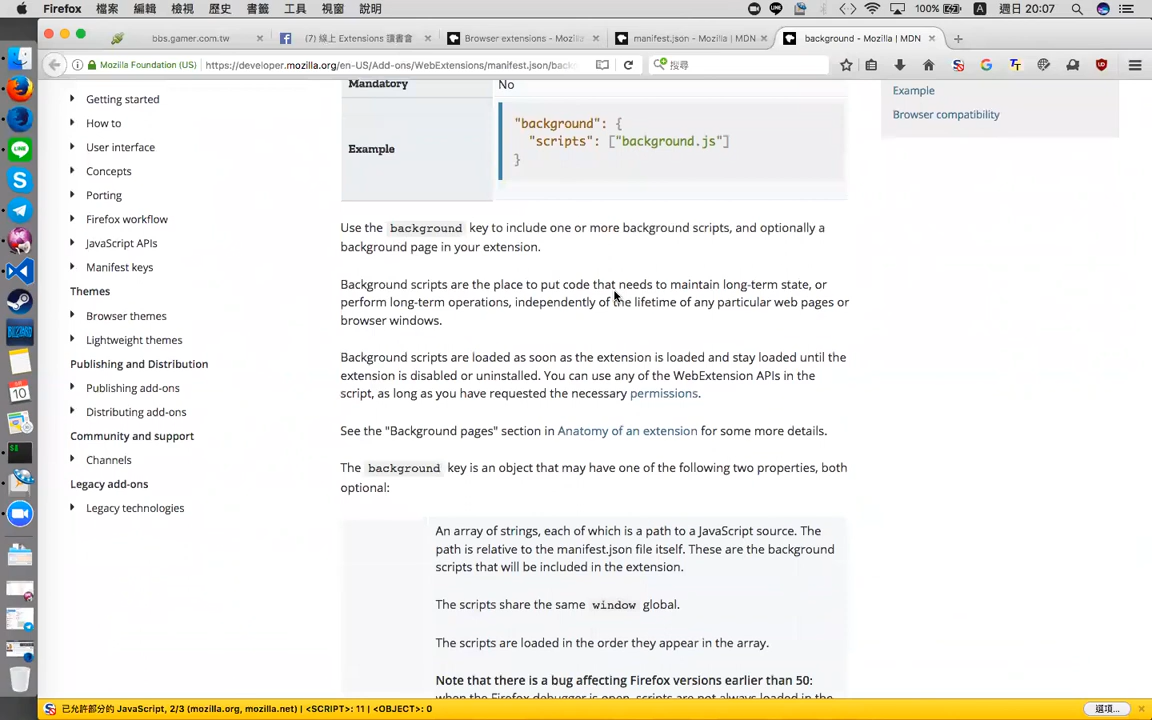 Firefox 檔案 編輯 檢視 歷史 書籤 工具 視窗 說明 100% A 週日 20:07
bbs.gamer.com.tw × (7) 線上 Extensions 讀書會 × Browser extensions - Mozilla × manifest.json - Mozilla | MDN × background - Mozilla | MDN × +
Mozilla Foundation (US) https://developer.mozilla.org/en-US/Add-ons/WebExtensions/manifest.json/back 搜尋
Getting started
How to
User interface
Concepts
Porting
Firefox workflow
JavaScript APIs
Manifest keys
Themes
Browser themes
Lightweight themes
Publishing and Distribution
Publishing add-ons
Distributing add-ons
Community and support
Channels
Legacy add-ons
Legacy technologies
Mandatory No
Example
"background": {
"scripts": ["background.js"]
}
Use the background key to include one or more background scripts, and optionally a
background page in your extension.
Background scripts are the place to put code that needs to maintain long-term state, or
perform long-term operations, independently of the lifetime of any particular web pages or
browser windows.
Background scripts are loaded as soon as the extension is loaded and stay loaded until the
extension is disabled or uninstalled. You can use any of the WebExtension APIs in the
script, as long as you have requested the necessary permissions.
See the "Background pages" section in Anatomy of an extension for some more details.
The background key is an object that may have one of the following two properties, both
optional:
An array of strings, each of which is a path to a JavaScript source. The
path is relative to the manifest.json file itself. These are the background
scripts that will be included in the extension.
The scripts share the same window global.
The scripts are loaded in the order they appear in the array.
Note that there is a bug affecting Firefox versions earlier than 50:
when the Firefox debugger is open, scripts are not always loaded in the
Example
Browser compatibility
已允許部分的 JavaScript, 2/3 (mozilla.org, mozilla.net) | <SCRIPT>: 11 | <OBJECT>: 0 選項... ×